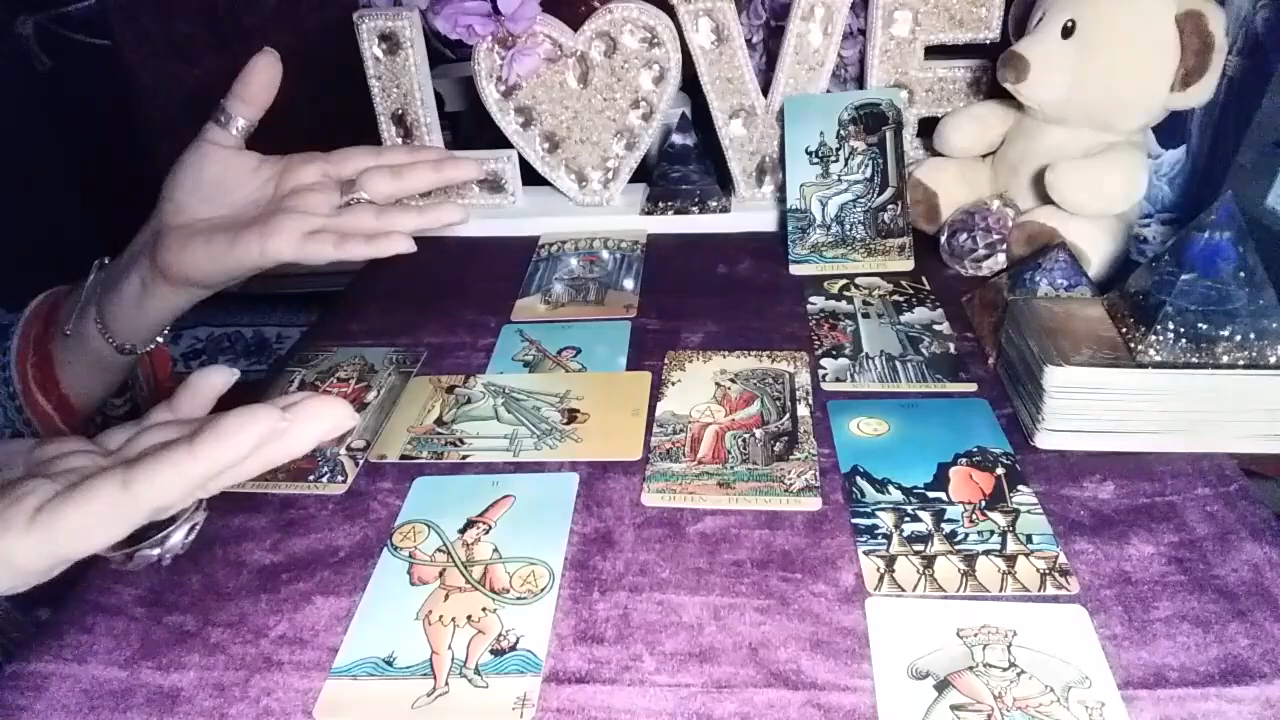 LOVE
QUEEN of CUPS
XVI THE TOWER
VIII
QUEEN of PENTACLES
THE HIEROPHANT
II